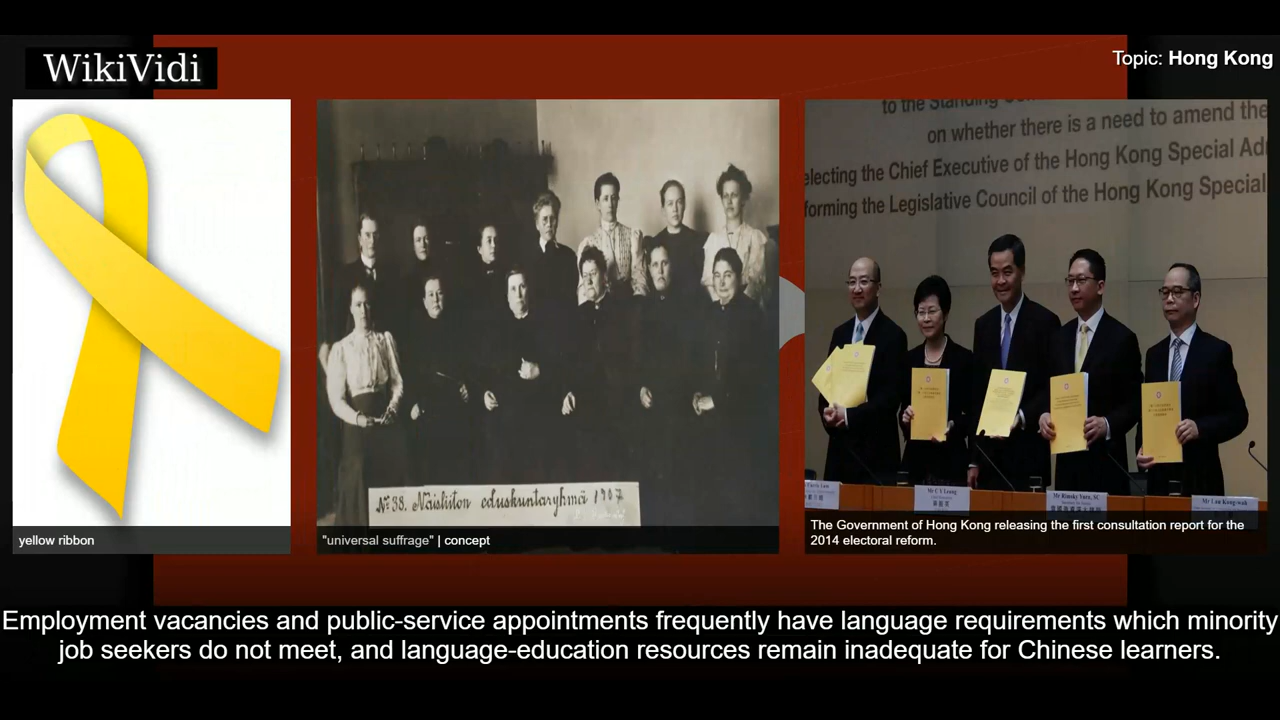 WikiVidi
Topic: Hong Kong
to the Standing
on whether there is a need to amend the
electing the Chief Executive of the Hong Kong Special Ad
forming the Legislative Council of the Hong Kong Special
No 38. Naisliiton eduskuntaryhmä 1907
Mr C Y Leung
Mr Rimsky Yuen, SC
Mr Lau Kong-wah
yellow ribbon
"universal suffrage" | concept
The Government of Hong Kong releasing the first consultation report for the
2014 electoral reform.
Employment vacancies and public-service appointments frequently have language requirements which minority
job seekers do not meet, and language-education resources remain inadequate for Chinese learners.